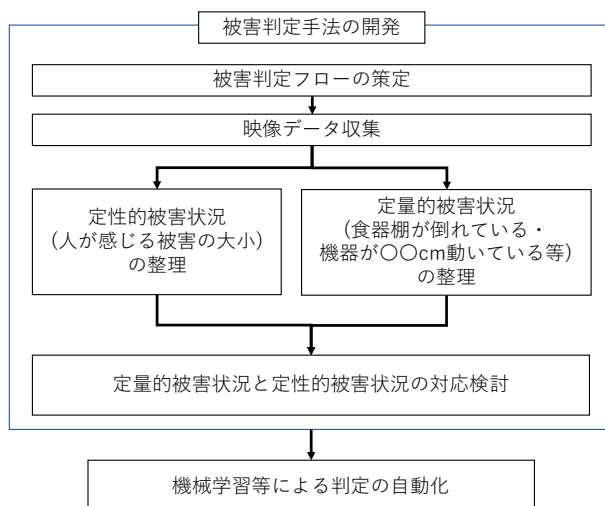 被害判定手法の開発
被害判定フローの策定
映像データ収集
定性的被害状況
(人が感じる被害の大小)
の整理
定量的被害状況
(食器棚が倒れている・
機器が〇〇cm動いている等)
の整理
定量的被害状況と定性的被害状況の対応検討
機械学習等による判定の自動化